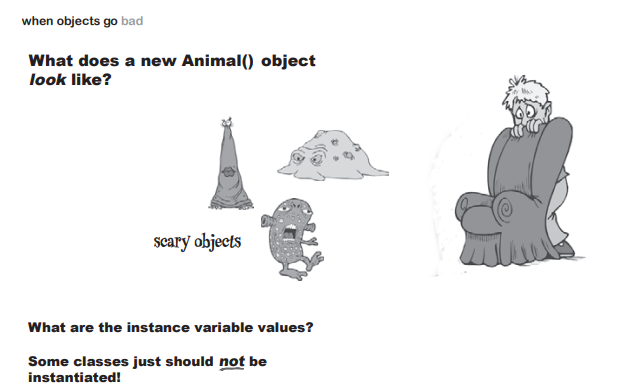 when objects go bad
What does a new Animal() object
look like?
scary objects
What are the instance variable values?
Some classes just should not be
instantiated!